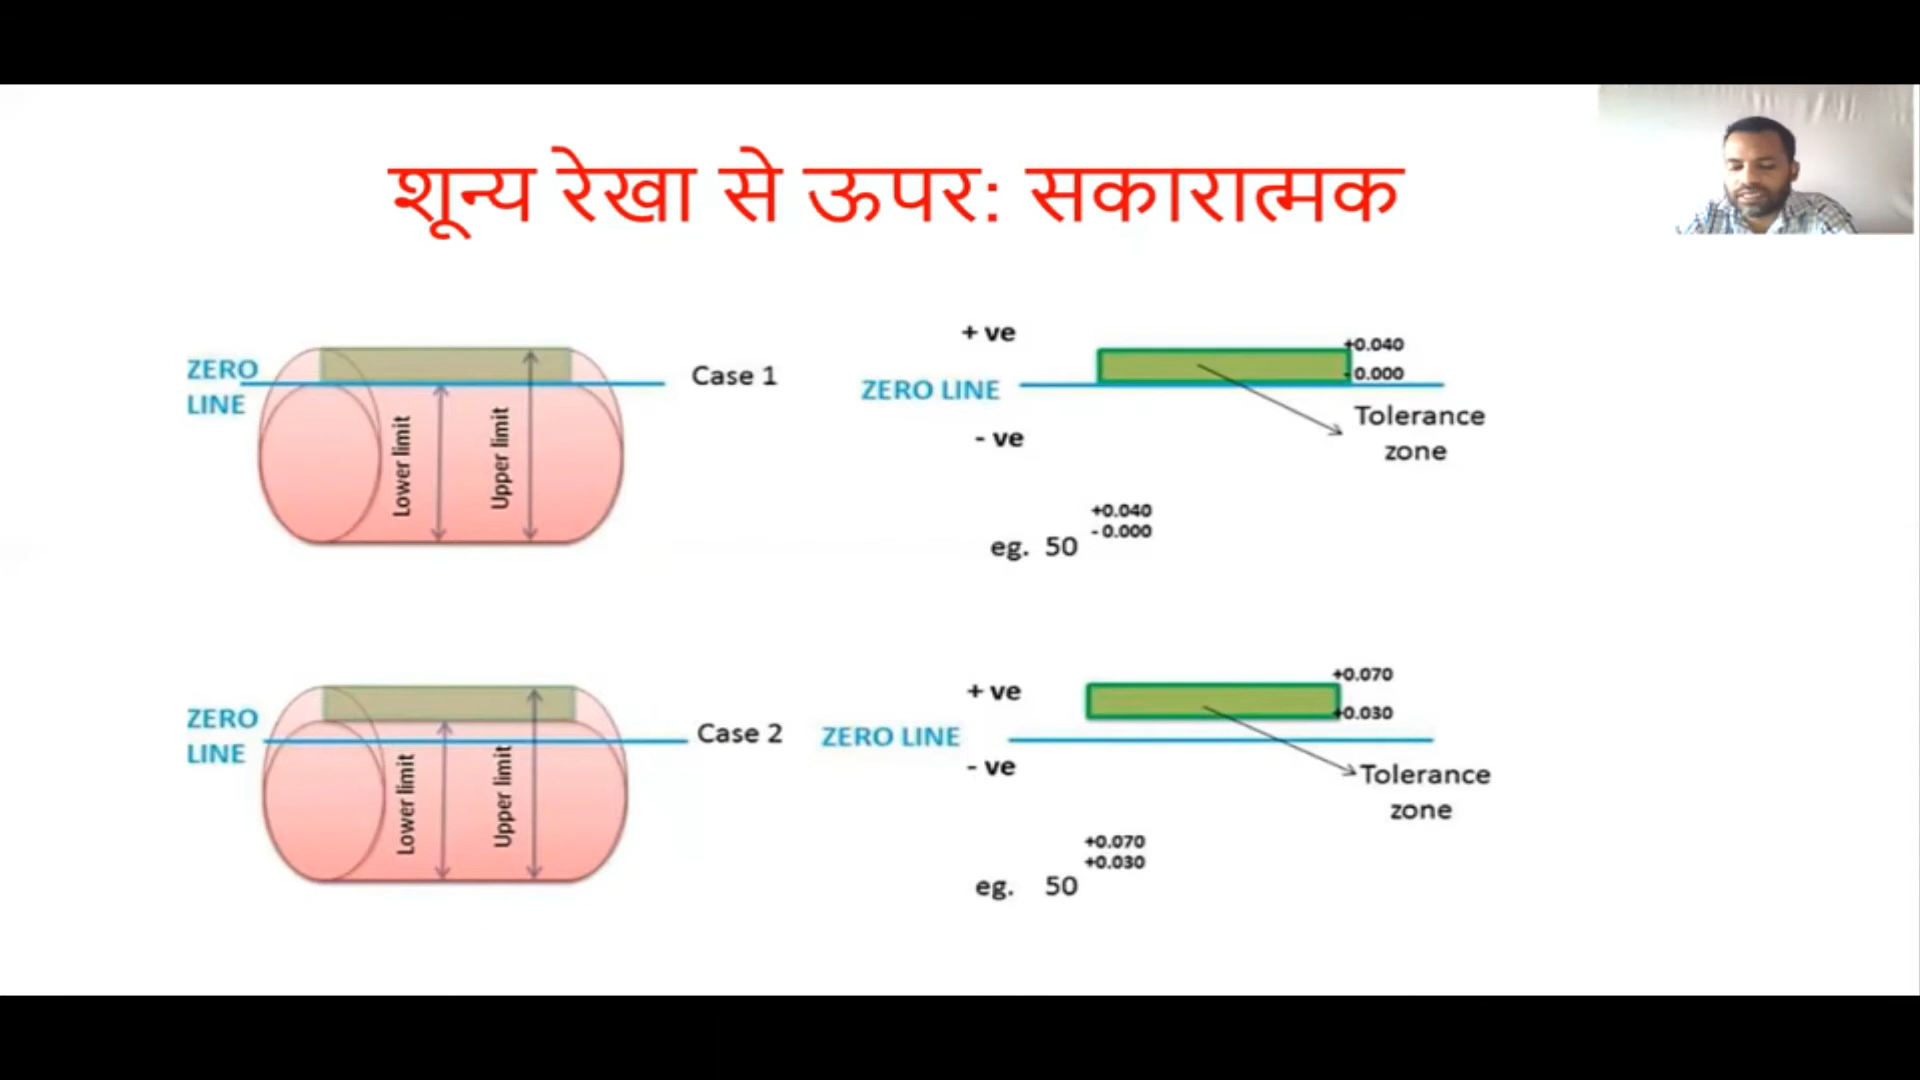 शून्य रेखा से ऊपर: सकारात्मक
ZERO
LINE
Lower limit
Upper limit
Case 1
+ ve
ZERO LINE
- ve
+0.040
- 0.000
Tolerance
zone
+0.040
- 0.000
eg. 50
ZERO
LINE
Lower limit
Upper limit
Case 2
+ ve
ZERO LINE
- ve
+0.070
+0.030
Tolerance
zone
+0.070
+0.030
eg. 50